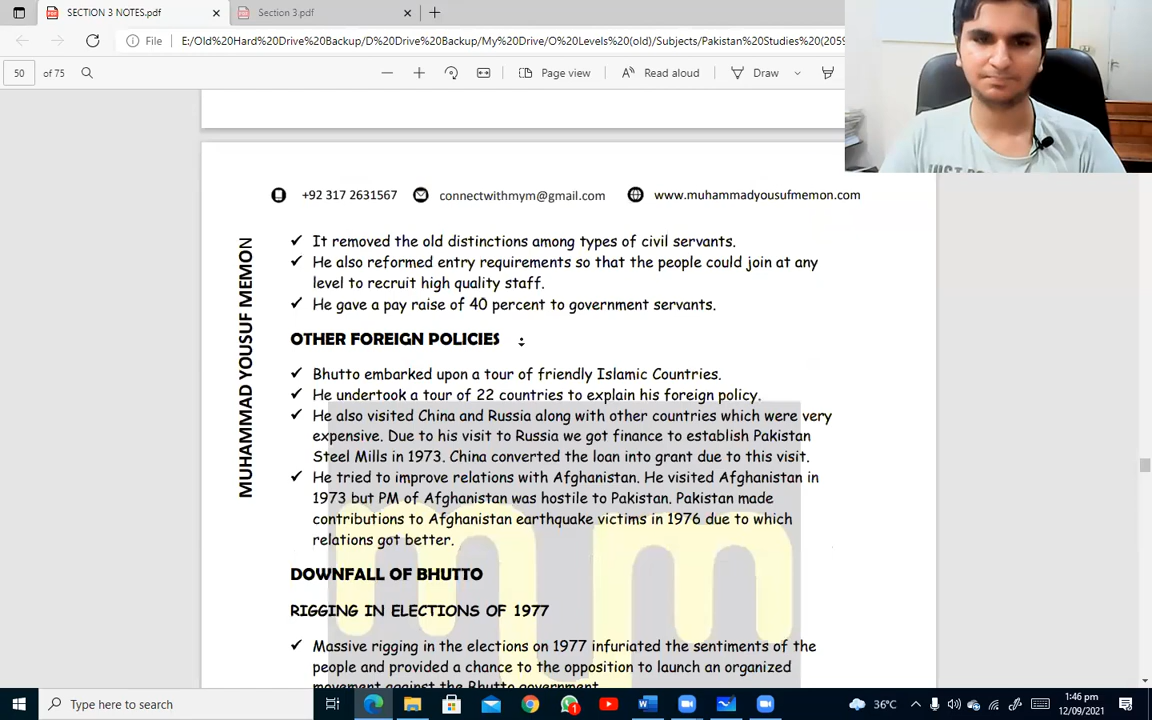 SECTION 3 NOTES.pdf
Section 3.pdf
File
E:/Old%20Hard%20Drive%20Backup/D%20Drive%20Backup/My%20Drive/O%20Levels%20(old)/Subjects/Pakistan%20Studies%20(2059
50 of 75
Page view
Read aloud
Draw
+92 317 2631567 connectwithmym@gmail.com www.muhammadyousufmemon.com
MUHAMMAD YOUSUF MEMON
✓ It removed the old distinctions among types of civil servants.
✓ He also reformed entry requirements so that the people could join at any
level to recruit high quality staff.
✓ He gave a pay raise of 40 percent to government servants.
OTHER FOREIGN POLICIES
✓ Bhutto embarked upon a tour of friendly Islamic Countries.
✓ He undertook a tour of 22 countries to explain his foreign policy.
✓ He also visited China and Russia along with other countries which were very
expensive. Due to his visit to Russia we got finance to establish Pakistan
Steel Mills in 1973. China converted the loan into grant due to this visit.
✓ He tried to improve relations with Afghanistan. He visited Afghanistan in
1973 but PM of Afghanistan was hostile to Pakistan. Pakistan made
contributions to Afghanistan earthquake victims in 1976 due to which
relations got better.
mym
DOWNFALL OF BHUTTO
RIGGING IN ELECTIONS OF 1977
✓ Massive rigging in the elections on 1977 infuriated the sentiments of the
people and provided a chance to the opposition to launch an organized
movement against the Bhutto government.
Type here to search
36°C
1:46 pm
12/09/2021